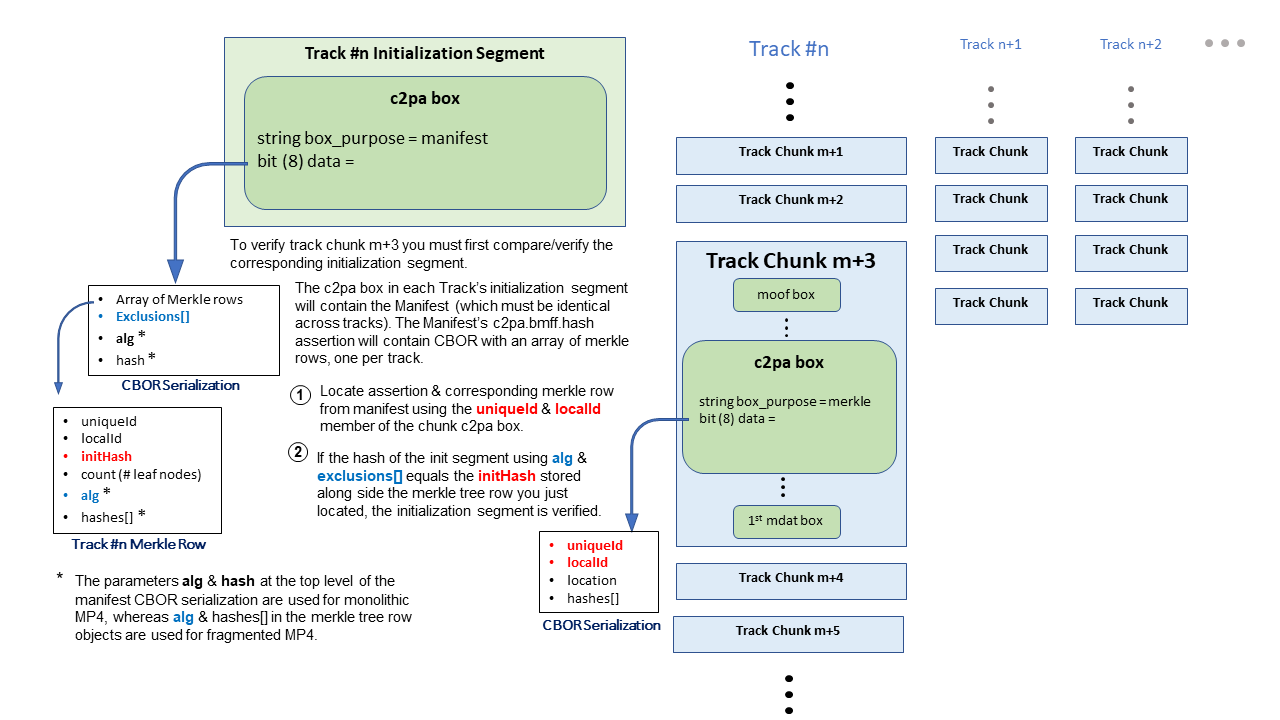 Track #n Initialization Segment
c2pa box
string box_purpose = manifest
bit (8) data =
To verify track chunk m+3 you must first compare/verify the
corresponding initialization segment.
• Array of Merkle rows
• Exclusions[]
• alg *
• hash *
CBOR Serialization
The c2pa box in each Track's initialization segment
will contain the Manifest (which must be identical
across tracks). The Manifest's c2pa.bmff.hash
assertion will contain CBOR with an array of merkle
rows, one per track.
1 Locate assertion & corresponding merkle row
from manifest using the uniqueId & localId
member of the chunk c2pa box.
2 If the hash of the init segment using alg &
exclusions[] equals the initHash stored
along side the merkle tree row you just
located, the initialization segment is verified.
• uniqueId
• localId
• initHash
• count (# leaf nodes)
• alg *
• hashes[] *
Track #n Merkle Row
* The parameters alg & hash at the top level of the
manifest CBOR serialization are used for monolithic
MP4, whereas alg & hashes[] in the merkle tree row
objects are used for fragmented MP4.
• uniqueId
• localId
• location
• hashes[]
CBOR Serialization
Track #n
Track Chunk m+1
Track Chunk m+2
Track Chunk m+3
moof box
c2pa box
string box_purpose = merkle
bit (8) data =
1st mdat box
Track Chunk m+4
Track Chunk m+5
Track n+1
Track Chunk
Track Chunk
Track Chunk
Track Chunk
Track n+2
Track Chunk
Track Chunk
Track Chunk
Track Chunk